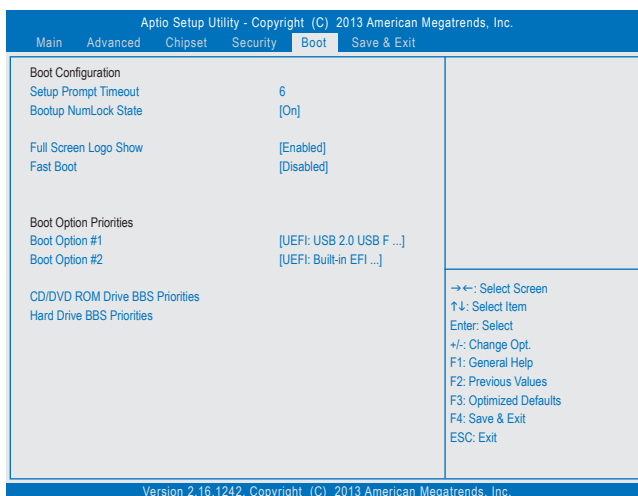 Aptio Setup Utility - Copyright (C) 2013 American Megatrends, Inc.
Main Advanced Chipset Security Boot Save & Exit
Boot Configuration
Setup Prompt Timeout 6
Bootup NumLock State [On]
Full Screen Logo Show [Enabled]
Fast Boot [Disabled]
Boot Option Priorities
Boot Option #1 [UEFI: USB 2.0 USB F ...]
Boot Option #2 [UEFI: Built-in EFI ...]
CD/DVD ROM Drive BBS Priorities
Hard Drive BBS Priorities
→←: Select Screen
↑↓: Select Item
Enter: Select
+/-: Change Opt.
F1: General Help
F2: Previous Values
F3: Optimized Defaults
F4: Save & Exit
ESC: Exit
Version 2.16.1242. Copyright (C) 2013 American Megatrends, Inc.